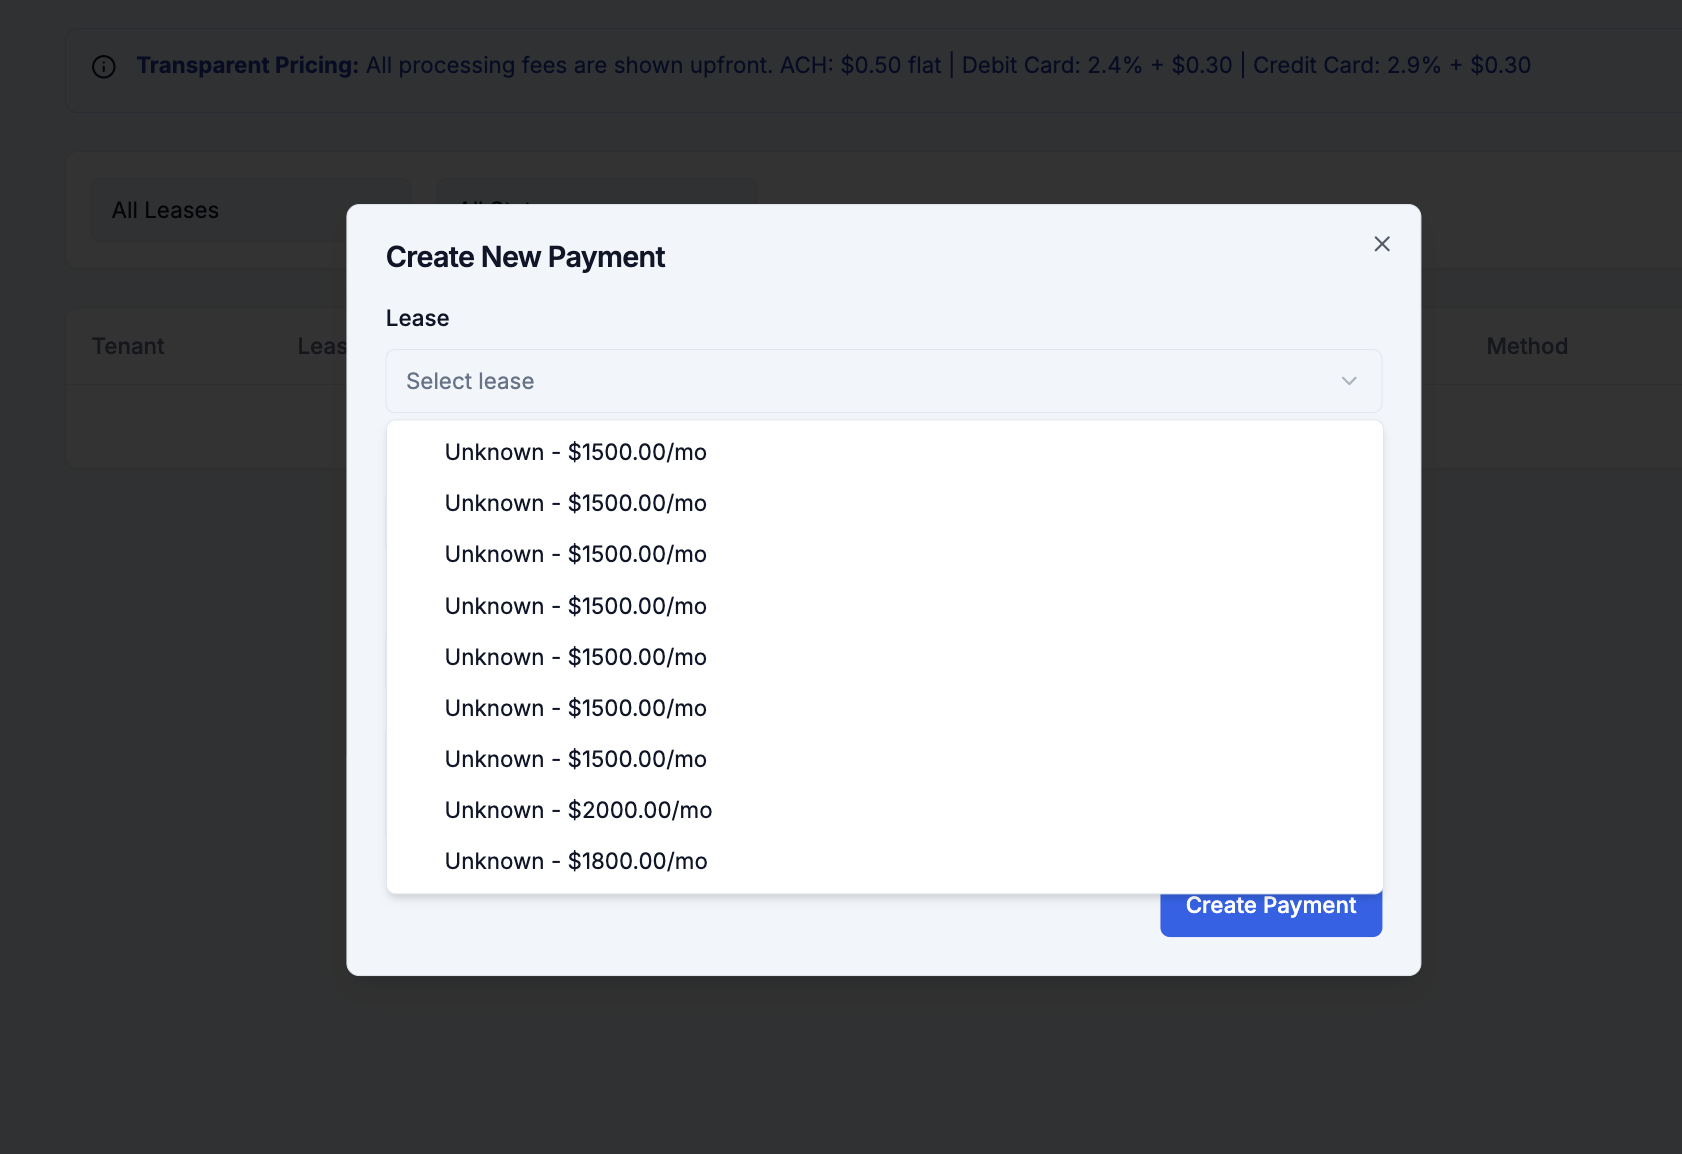 Transparent Pricing: All processing fees are shown upfront. ACH: $0.50 flat | Debit Card: 2.4% + $0.30 | Credit Card: 2.9% + $0.30
All Leases
Create New Payment
Lease
Tenant
Method
Select lease
Unknown - $1500.00/mo
Unknown - $1500.00/mo
Unknown - $1500.00/mo
Unknown - $1500.00/mo
Unknown - $1500.00/mo
Unknown - $1500.00/mo
Unknown - $1500.00/mo
Unknown - $2000.00/mo
Unknown - $1800.00/mo
Create Payment